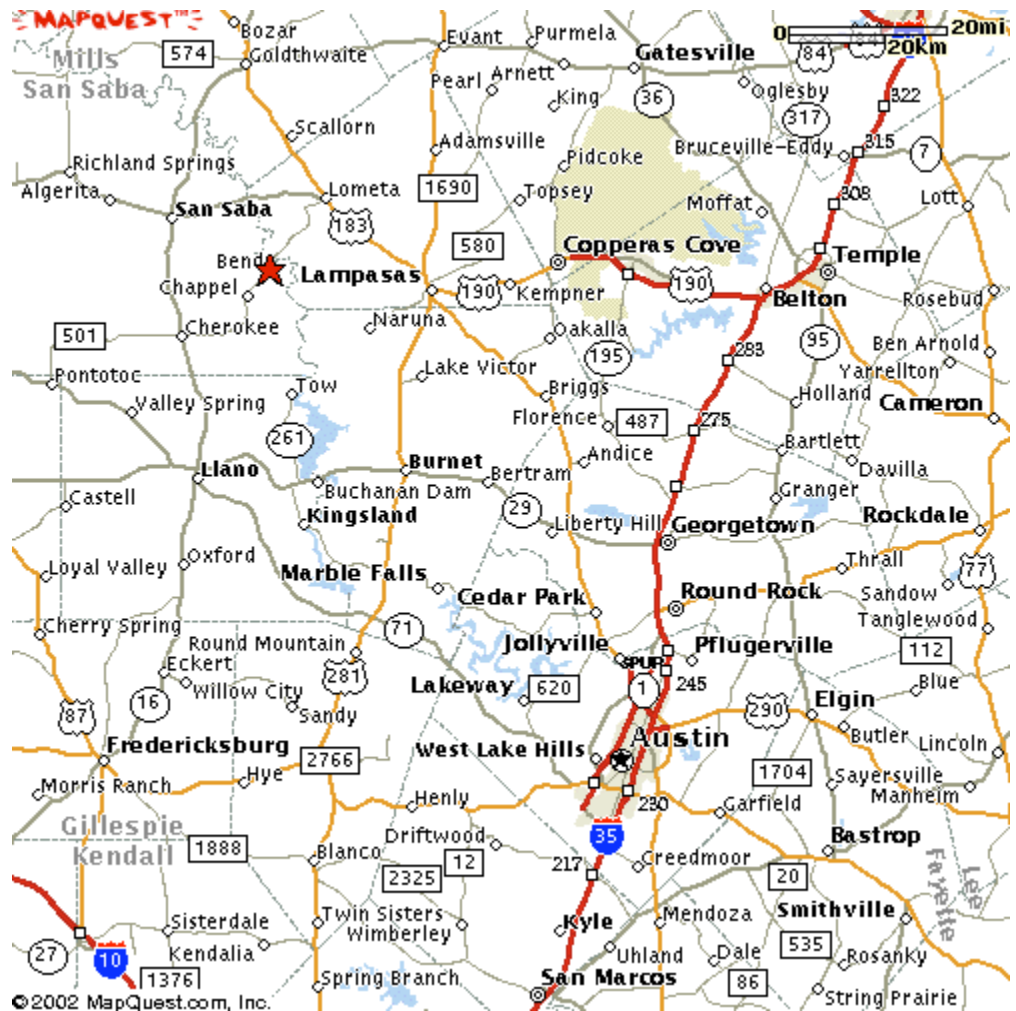 MAPQUEST
Bozar
574
Goldthwaite
Evant
Purmela
Gatesville
0
20mi
20km
84
84
Mills
San Saba
Pearl
Arnett
King
36
Oglesby
322
317
Scallorn
Adamsville
Pidcoke
Bruceville-Eddy
315
7
Richland Springs
Algerita
Lometa
1690
Topsey
Moffat
308
Lott
San Saba
183
580
Copperas Cove
Temple
Bend
Lampasas
190
Kempner
190
Belton
Rosebud
Chappel
501
Cherokee
Naruna
Oakalla
195
283
95
Ben Arnold
Yarrellton
Pontotoc
Tow
Lake Victor
Briggs
Holland
Cameron
Valley Spring
Florence
487
275
261
Bartlett
Llano
Burnet
Bertram
Andice
Davilla
Castell
Buchanan Dam
29
Granger
Kingsland
Liberty Hill
Georgetown
Rockdale
Oxford
Thrall
Loyal Valley
Marble Falls
77
Cedar Park
Round Rock
Sandow
Cherry Spring
71
Tanglewood
Round Mountain
Jollyville
Pflugerville
112
Eckert
SPUR
281
Lakeway
620
1
245
Willow City
Blue
16
Sandy
290
Elgin
87
Butler
Fredericksburg
2766
West Lake Hills
Austin
Lincoln
Hye
1704
Sayersville
Morris Ranch
Manheim
Henly
230
Garfield
Gillespie
Kendall
1888
Driftwood
35
Bastrop
Blanco
12
217
Creedmoor
2325
20
Fayette
Lee
Twin Sisters
Wimberley
Sisterdale
Kyle
Mendoza
Smithville
27
Kendalia
Uhland
535
10
Dale
Rosanky
1376
Spring Branch
San Marcos
86
String Prairie
©2002 MapQuest.com, Inc.